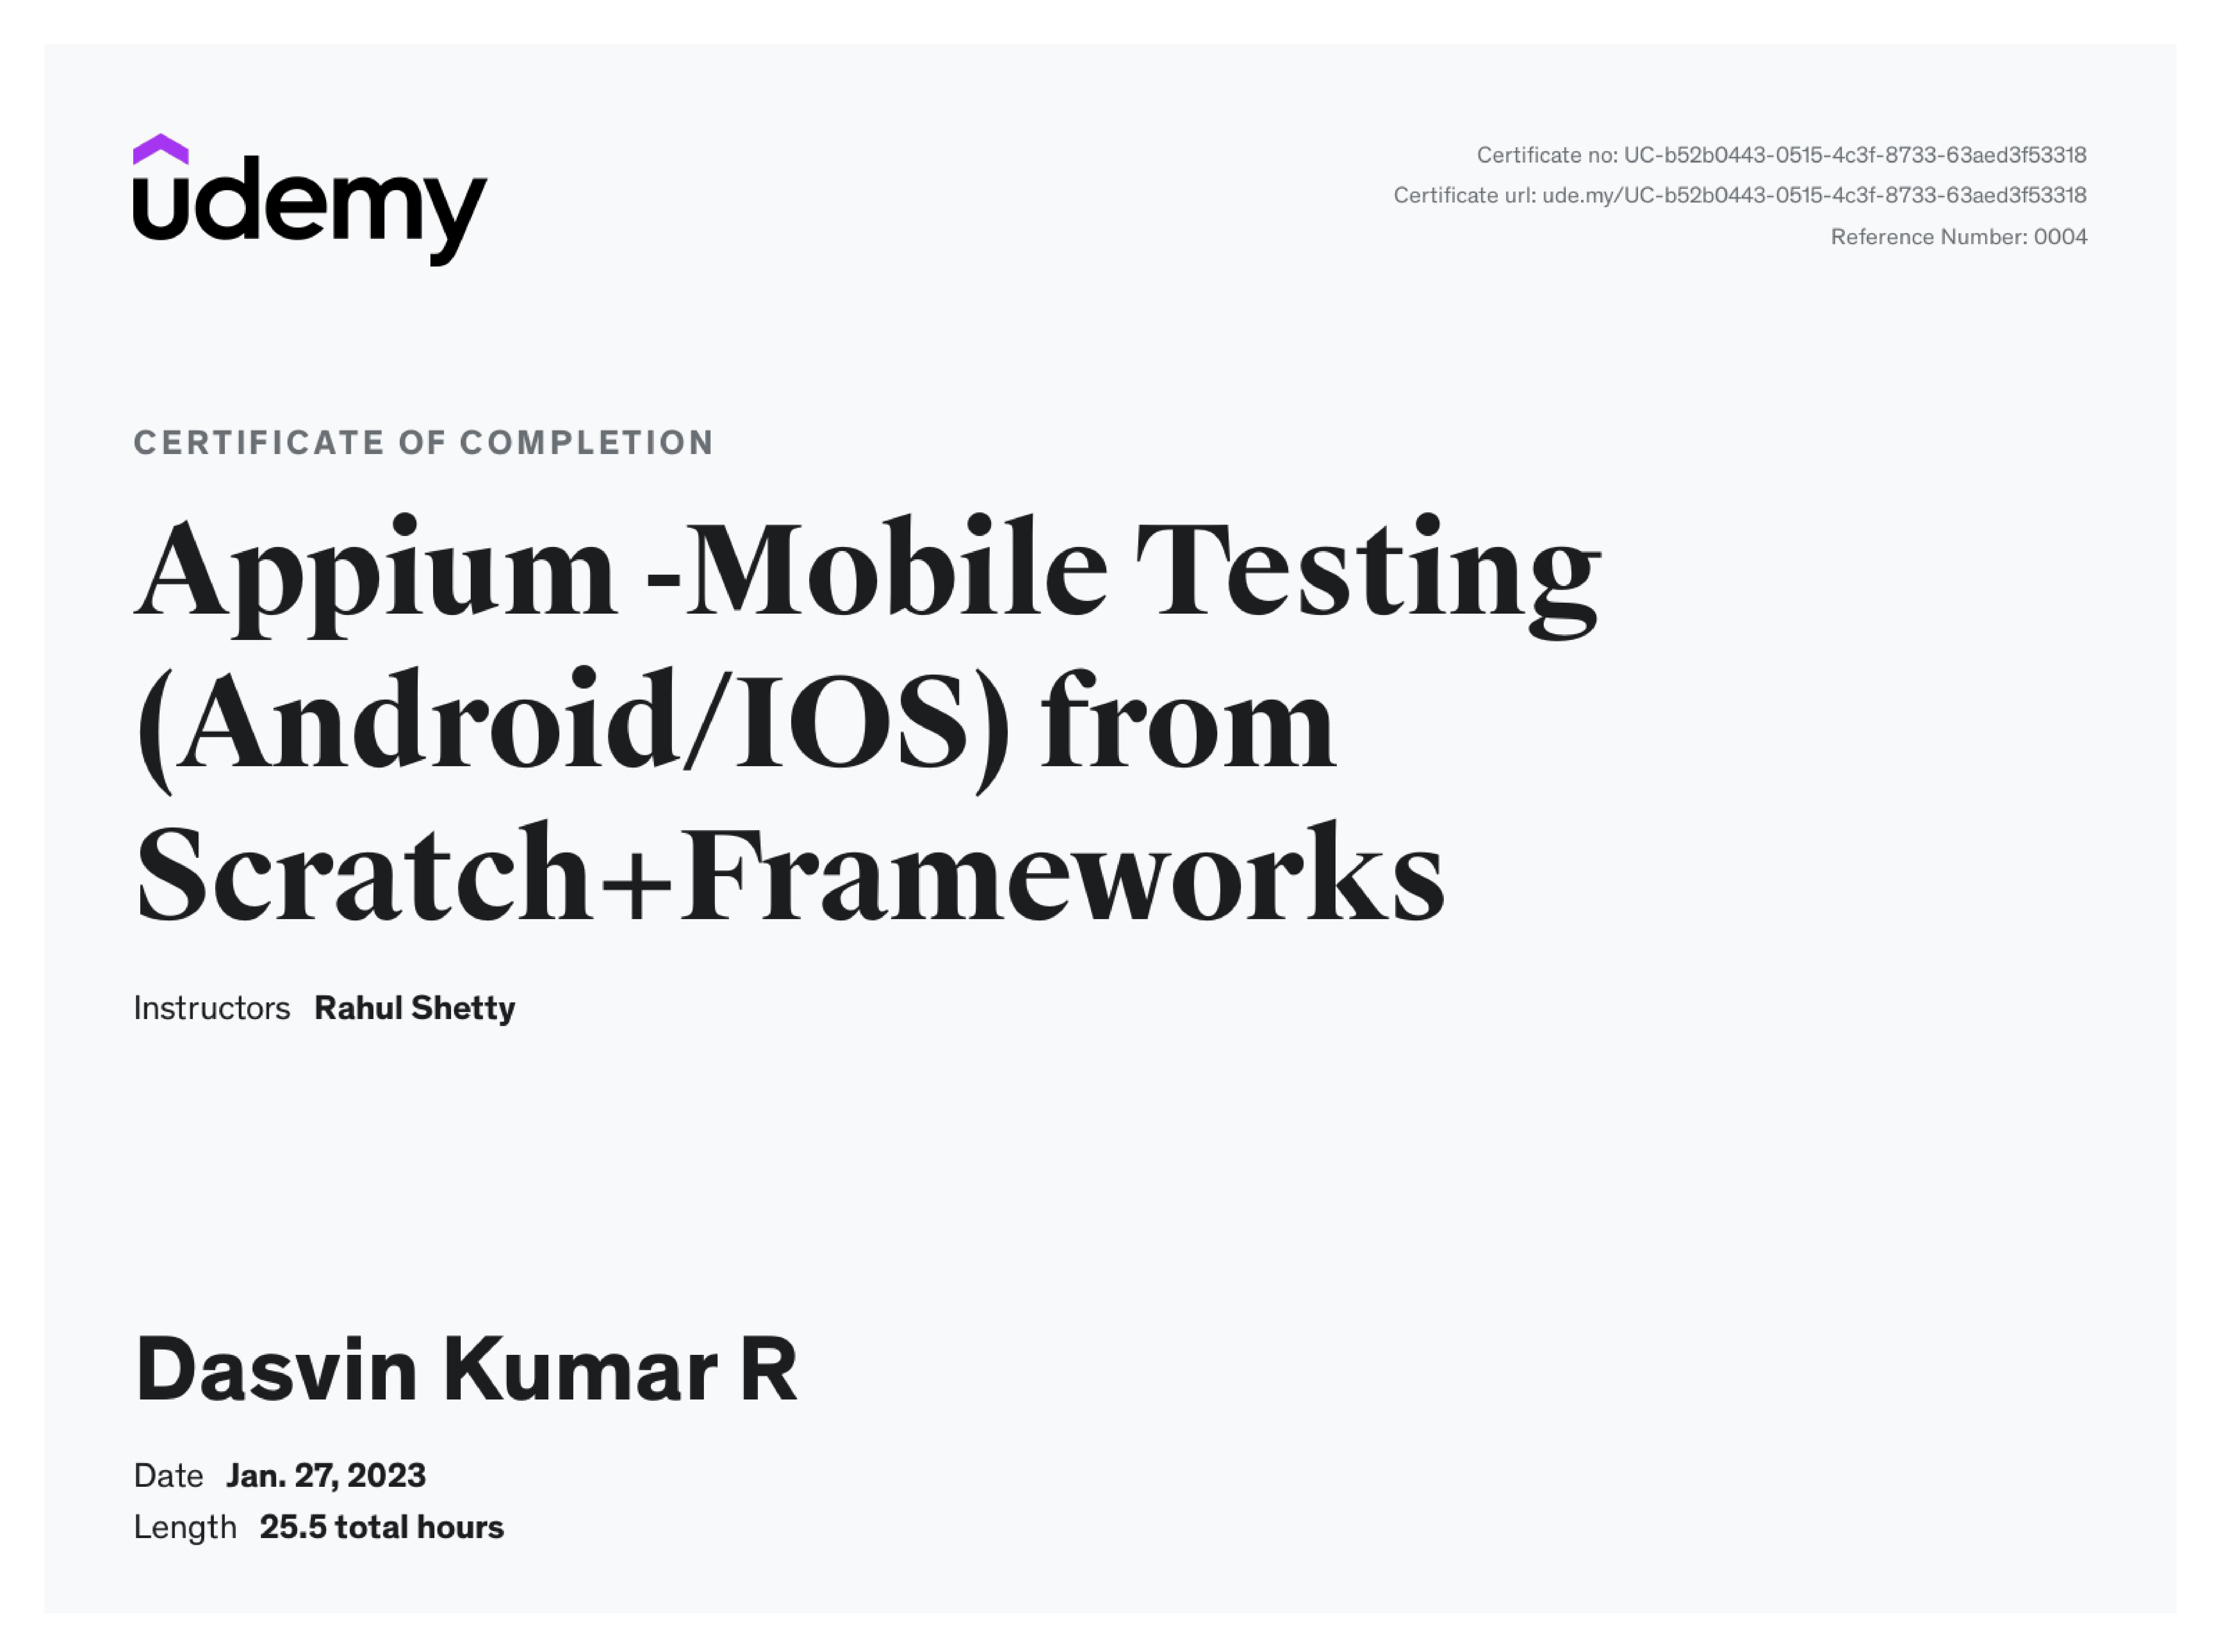 udemy
Certificate no: UC-b52b0443-0515-4c3f-8733-63aed3f53318
Certificate url: ude.my/UC-b52b0443-0515-4c3f-8733-63aed3f53318
Reference Number: 0004
CERTIFICATE OF COMPLETION
Appium -Mobile Testing
(Android/IOS) from
Scratch+Frameworks
Instructors Rahul Shetty
Dasvin Kumar R
Date Jan. 27, 2023
Length 25.5 total hours